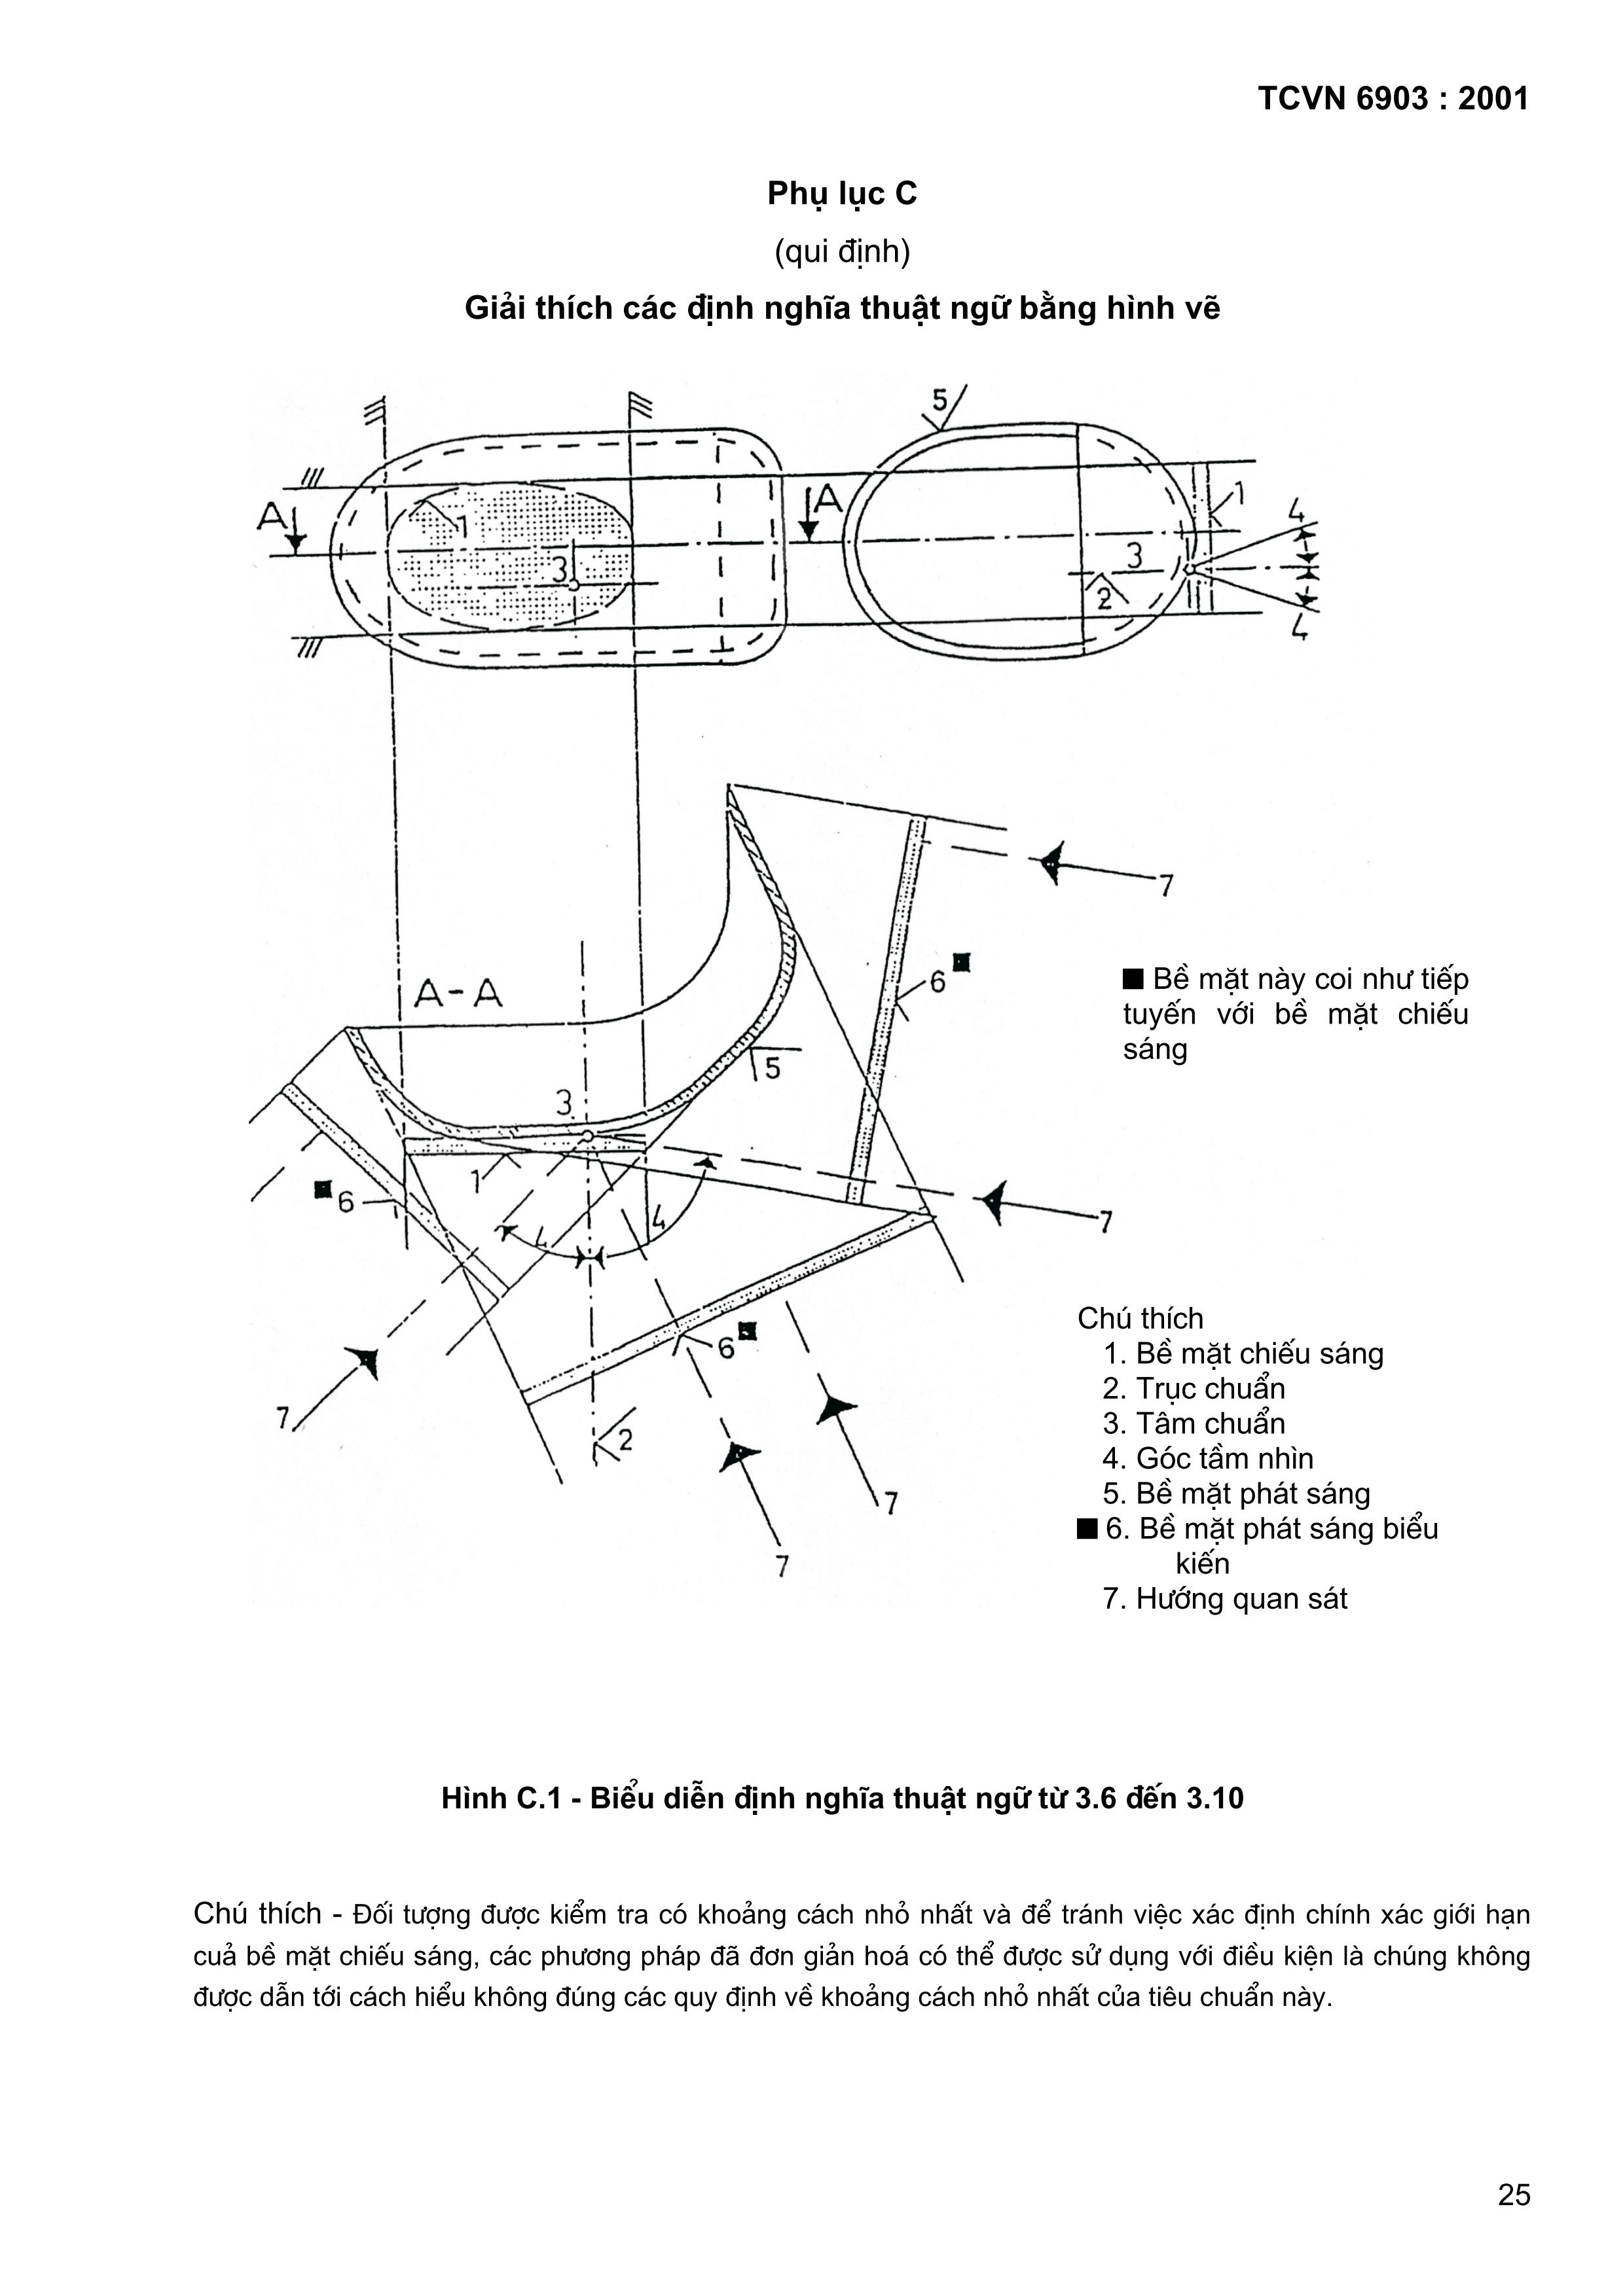 TCVN 6903 : 2001
Phụ lục C
(qui định)
Giải thích các định nghĩa thuật ngữ bằng hình vẽ
5
A
1
3
A
3
2
1
4
4
7
6
A-A
■ Bề mặt này coi như tiếp
tuyến với bề mặt chiếu
sáng
5
3
1
6
4
4
7
6
7
2
7
7
Chú thích
1. Bề mặt chiếu sáng
2. Trục chuẩn
3. Tâm chuẩn
4. Góc tầm nhìn
5. Bề mặt phát sáng
■ 6. Bề mặt phát sáng biểu
kiến
7. Hướng quan sát
Hình C.1 - Biểu diễn định nghĩa thuật ngữ từ 3.6 đến 3.10
Chú thích - Đối tượng được kiểm tra có khoảng cách nhỏ nhất và để tránh việc xác định chính xác giới hạn
cuả bề mặt chiếu sáng, các phương pháp đã đơn giản hoá có thể được sử dụng với điều kiện là chúng không
được dẫn tới cách hiểu không đúng các quy định về khoảng cách nhỏ nhất của tiêu chuẩn này.
25